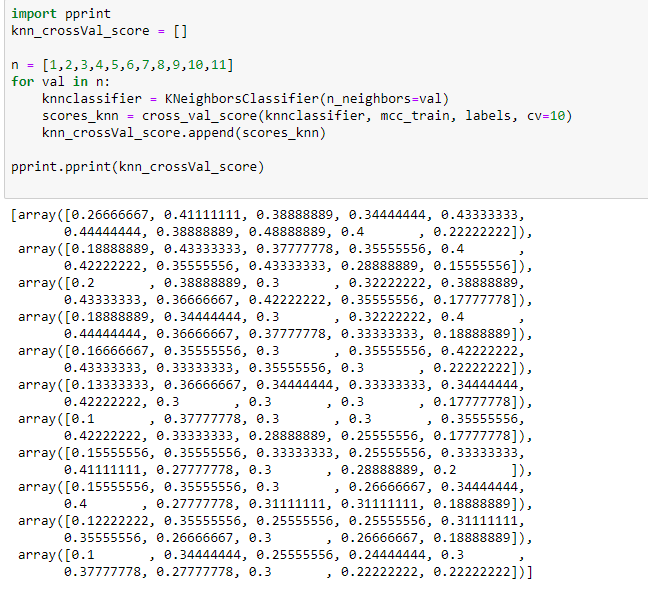 import pprint
knn_crossVal_score = []

n = [1,2,3,4,5,6,7,8,9,10,11]
for val in n:
    knnclassifier = KNeighborsClassifier(n_neighbors=val)
    scores_knn = cross_val_score(knnclassifier, mcc_train, labels, cv=10)
    knn_crossVal_score.append(scores_knn)

pprint.pprint(knn_crossVal_score)

[array([0.26666667, 0.41111111, 0.38888889, 0.34444444, 0.43333333,
       0.44444444, 0.38888889, 0.48888889, 0.4       , 0.22222222]),
 array([0.18888889, 0.43333333, 0.37777778, 0.35555556, 0.4       ,
       0.42222222, 0.35555556, 0.43333333, 0.28888889, 0.15555556]),
 array([0.2       , 0.38888889, 0.3       , 0.32222222, 0.38888889,
       0.43333333, 0.36666667, 0.42222222, 0.35555556, 0.17777778]),
 array([0.18888889, 0.34444444, 0.3       , 0.32222222, 0.4       ,
       0.44444444, 0.36666667, 0.37777778, 0.33333333, 0.18888889]),
 array([0.16666667, 0.35555556, 0.3       , 0.35555556, 0.42222222,
       0.43333333, 0.33333333, 0.35555556, 0.3       , 0.22222222]),
 array([0.13333333, 0.36666667, 0.34444444, 0.33333333, 0.34444444,
       0.42222222, 0.3       , 0.3       , 0.3       , 0.17777778]),
 array([0.1       , 0.37777778, 0.3       , 0.3       , 0.35555556,
       0.42222222, 0.33333333, 0.28888889, 0.25555556, 0.17777778]),
 array([0.15555556, 0.35555556, 0.33333333, 0.25555556, 0.33333333,
       0.41111111, 0.27777778, 0.3       , 0.28888889, 0.2       ]),
 array([0.15555556, 0.35555556, 0.3       , 0.26666667, 0.34444444,
       0.4       , 0.27777778, 0.31111111, 0.31111111, 0.18888889]),
 array([0.12222222, 0.35555556, 0.25555556, 0.25555556, 0.31111111,
       0.35555556, 0.26666667, 0.3       , 0.26666667, 0.18888889]),
 array([0.1       , 0.34444444, 0.25555556, 0.24444444, 0.3       ,
       0.37777778, 0.27777778, 0.3       , 0.22222222, 0.22222222])]